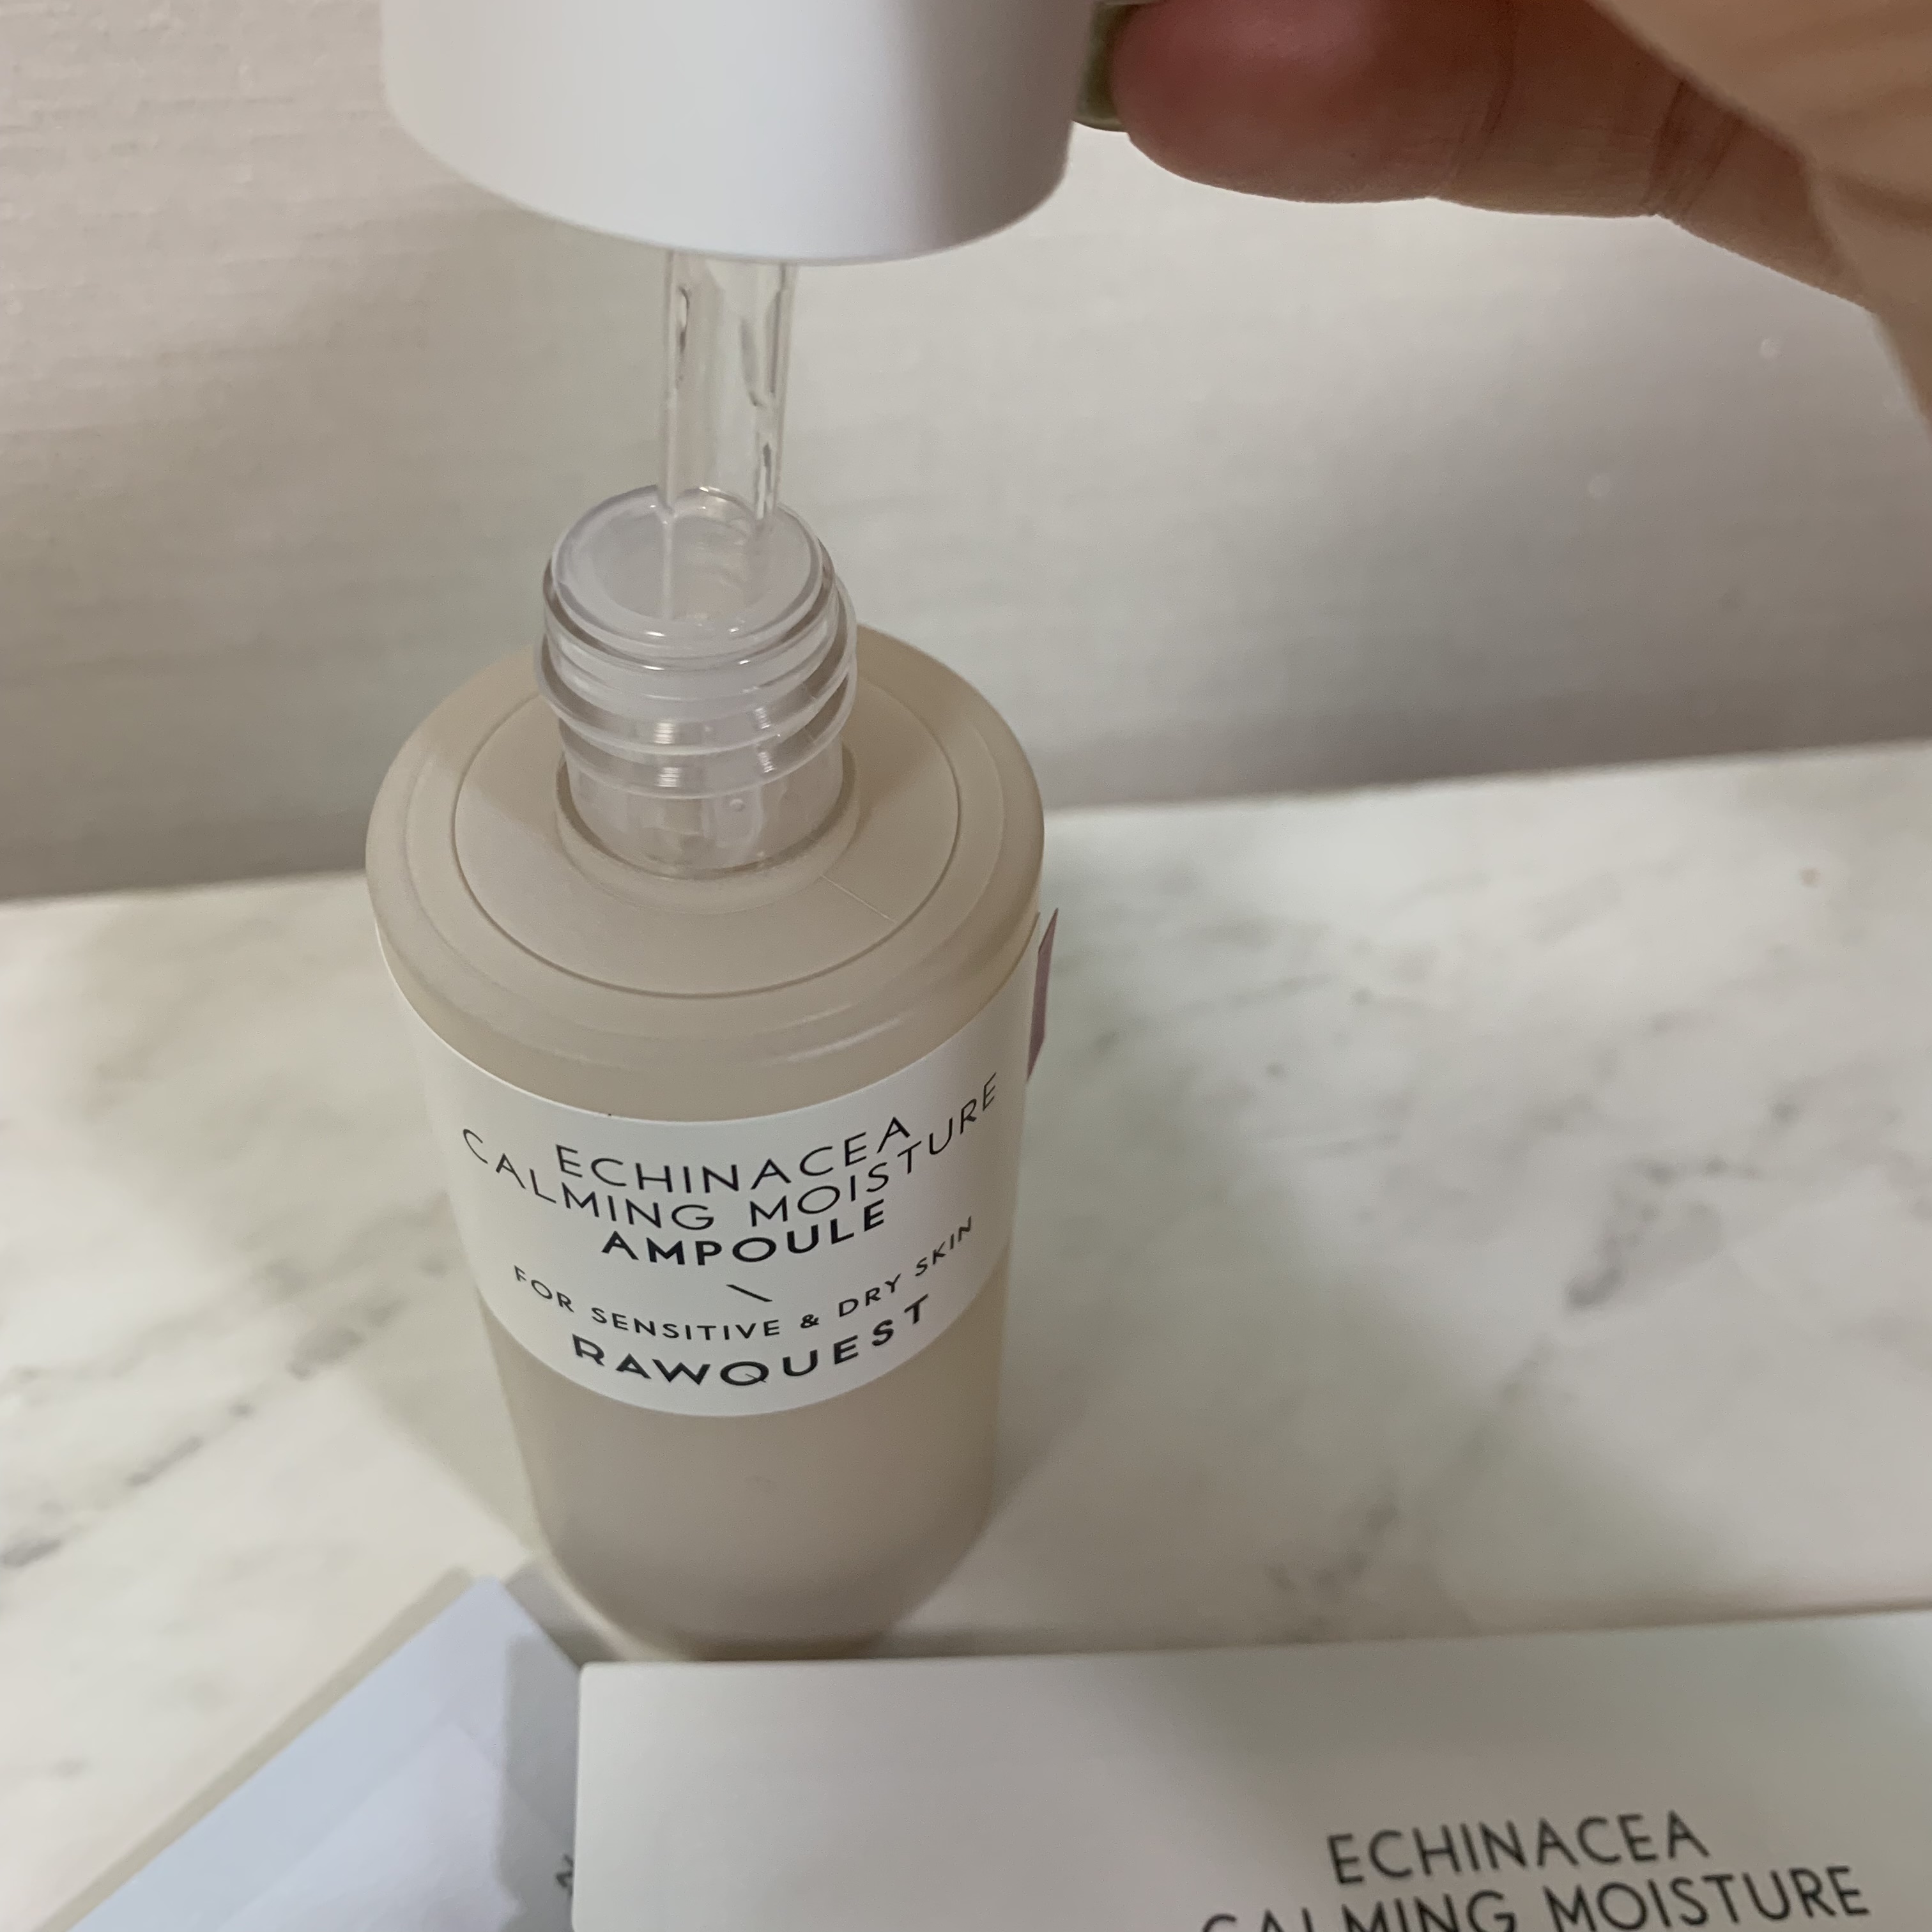 ECHINACEA
CALMING MOISTURE
AMPOULE
FOR SENSITIVE & DRY SKIN
RAWQUEST
ECHINACEA
CALMING MOISTURE